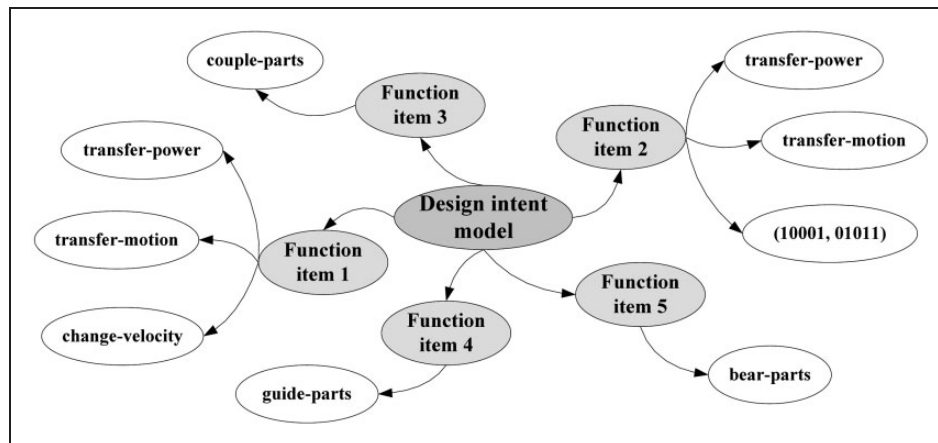 couple-parts
Function
item 3
transfer-power
Function
item 2
transfer-motion
(10001, 01011)
Design intent
model
transfer-power
transfer-motion
change-velocity
Function
item 1
Function
item 4
guide-parts
Function
item 5
bear-parts